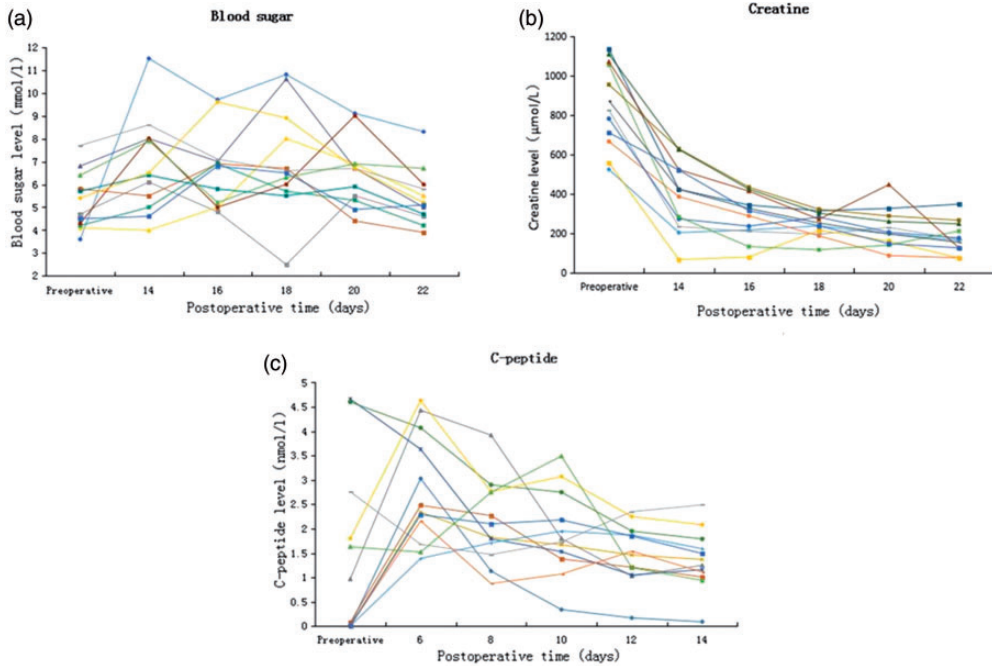 (a)
Blood sugar
Blood sugar level (mmol/l)
12
11
10
9
8
7
6
5
4
3
2
Preoperative 14 16 18 20 22
Postoperative time (days)
(b)
Creatine
Creatine level (μmol/L)
1200
1000
800
600
400
200
0
Preoperative 14 16 18 20 22
Postoperative time (days)
(c)
C-peptide
C-peptide level (nmol/l)
5
4.5
4
3.5
3
2.5
2
1.5
1
0.5
0
Preoperative 6 8 10 12 14
Postoperative time (days)